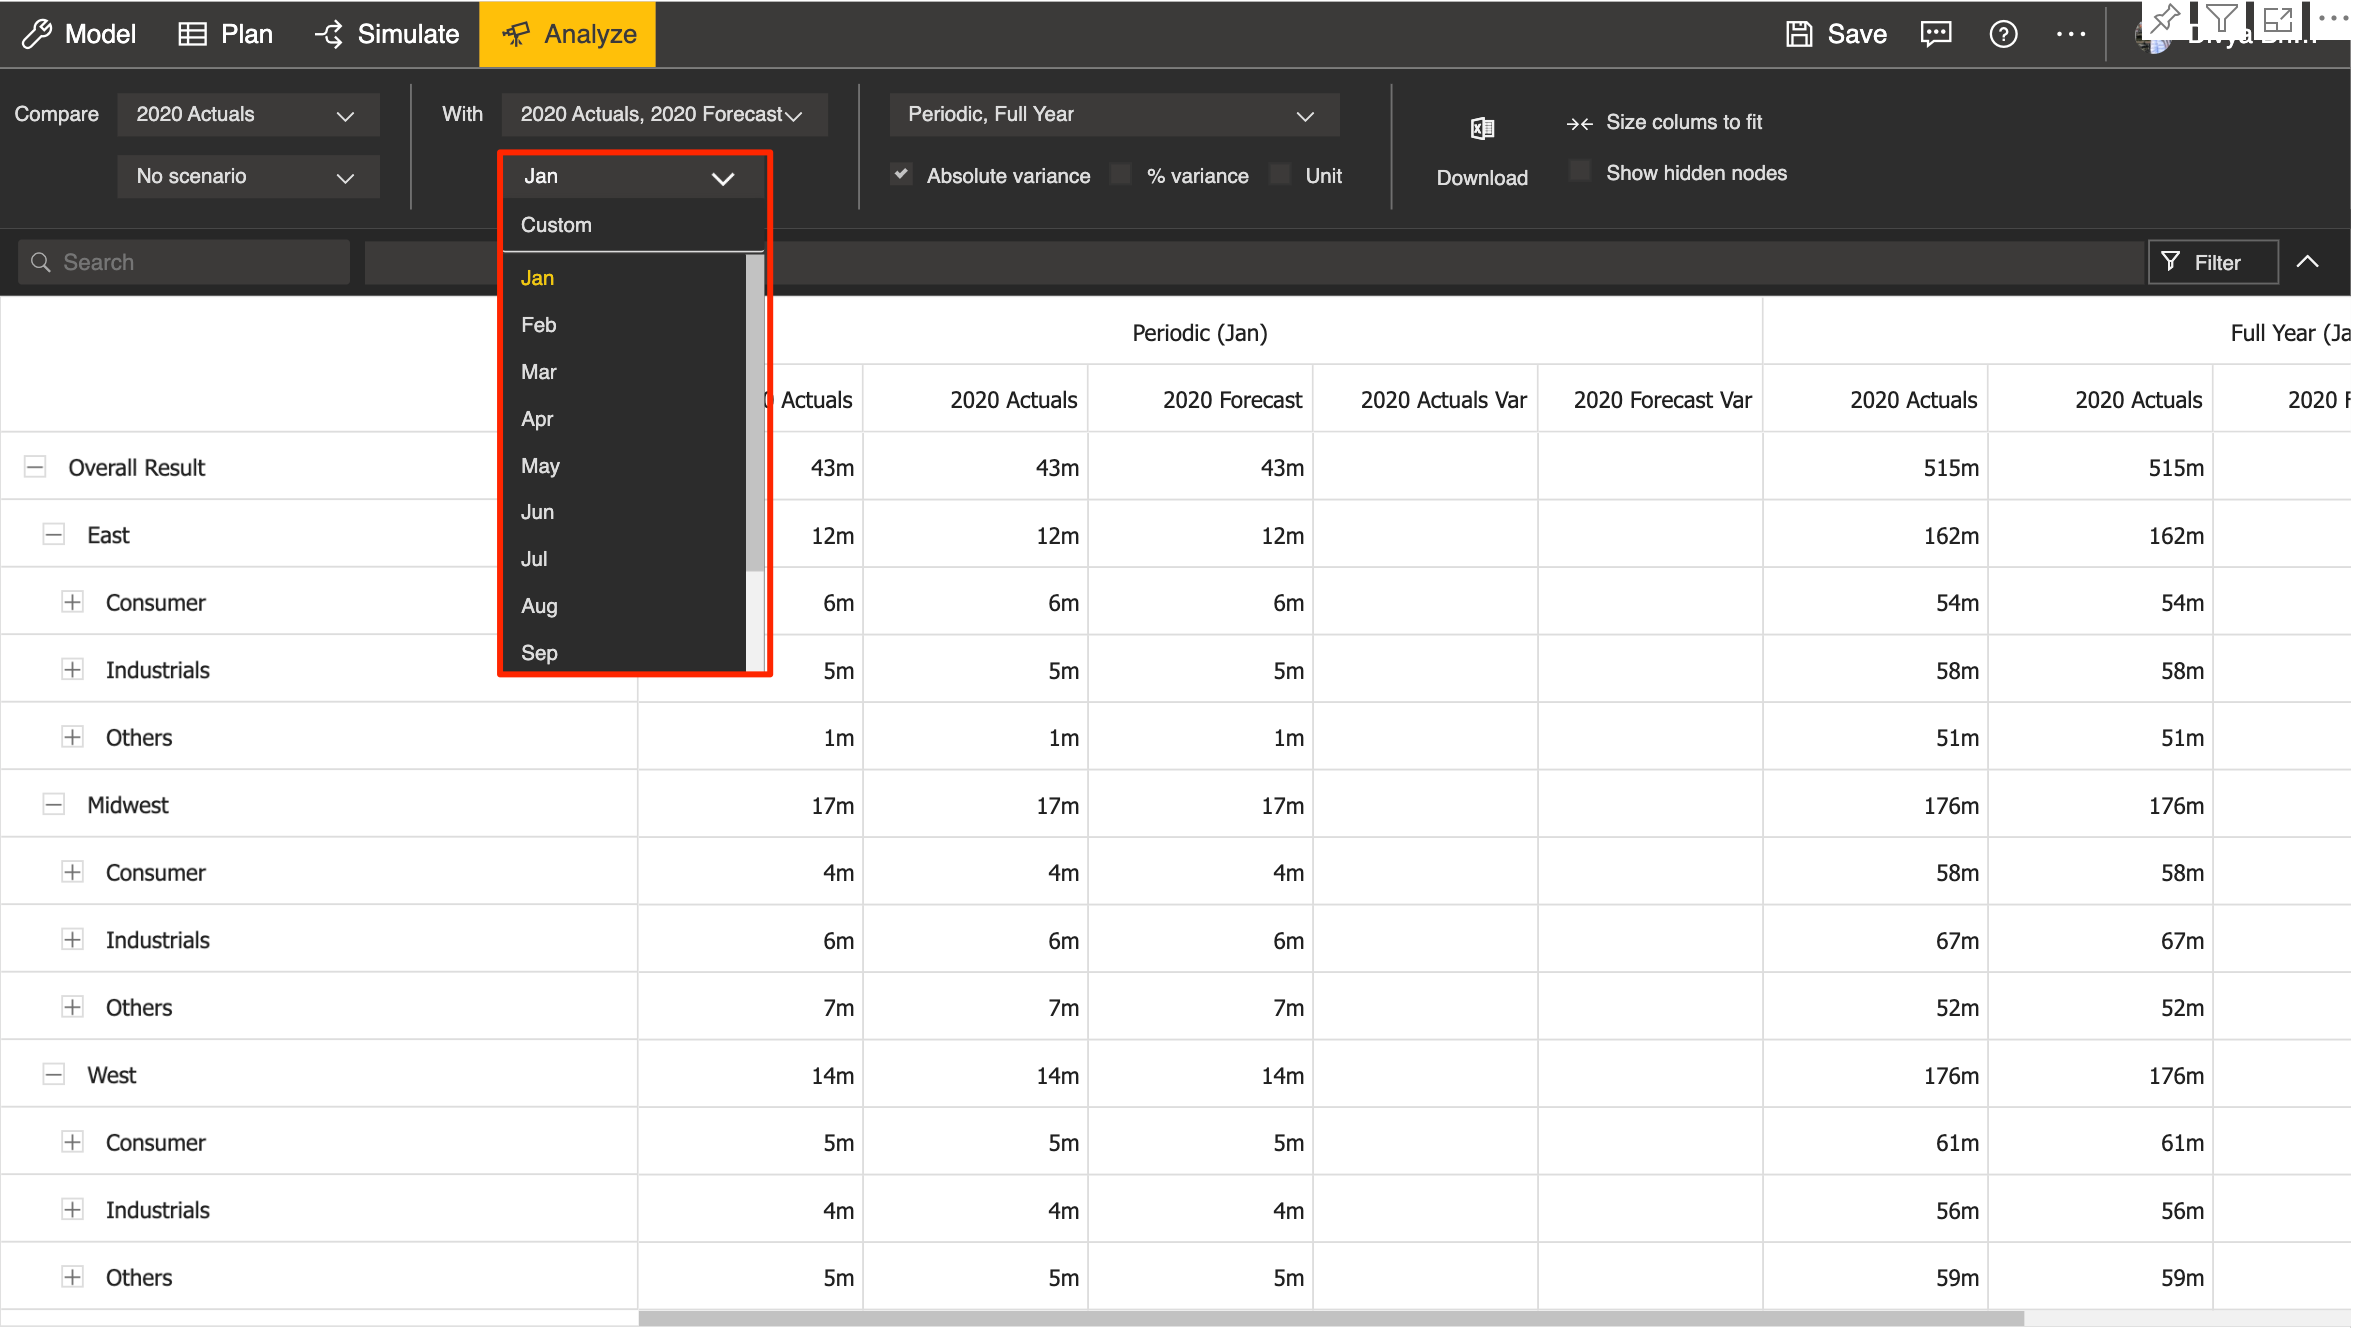 Model Plan Simulate Analyze Save
Compare 2020 Actuals With 2020 Actuals, 2020 Forecast Periodic, Full Year Size colums to fit
No scenario Jan Absolute variance % variance Unit Download Show hidden nodes
Custom
Search Filter
Jan
Feb
Mar
Apr
May
Jun
Jul
Aug
Sep
Periodic (Jan) Full Year (Ja
0 Actuals 2020 Actuals 2020 Forecast 2020 Actuals Var 2020 Forecast Var 2020 Actuals 2020 Actuals 2020 F
Overall Result 43m 43m 43m 515m 515m
East 12m 12m 12m 162m 162m
Consumer 6m 6m 6m 54m 54m
Industrials 5m 5m 5m 58m 58m
Others 1m 1m 1m 51m 51m
Midwest 17m 17m 17m 176m 176m
Consumer 4m 4m 4m 58m 58m
Industrials 6m 6m 6m 67m 67m
Others 7m 7m 7m 52m 52m
West 14m 14m 14m 176m 176m
Consumer 5m 5m 5m 61m 61m
Industrials 4m 4m 4m 56m 56m
Others 5m 5m 5m 59m 59m